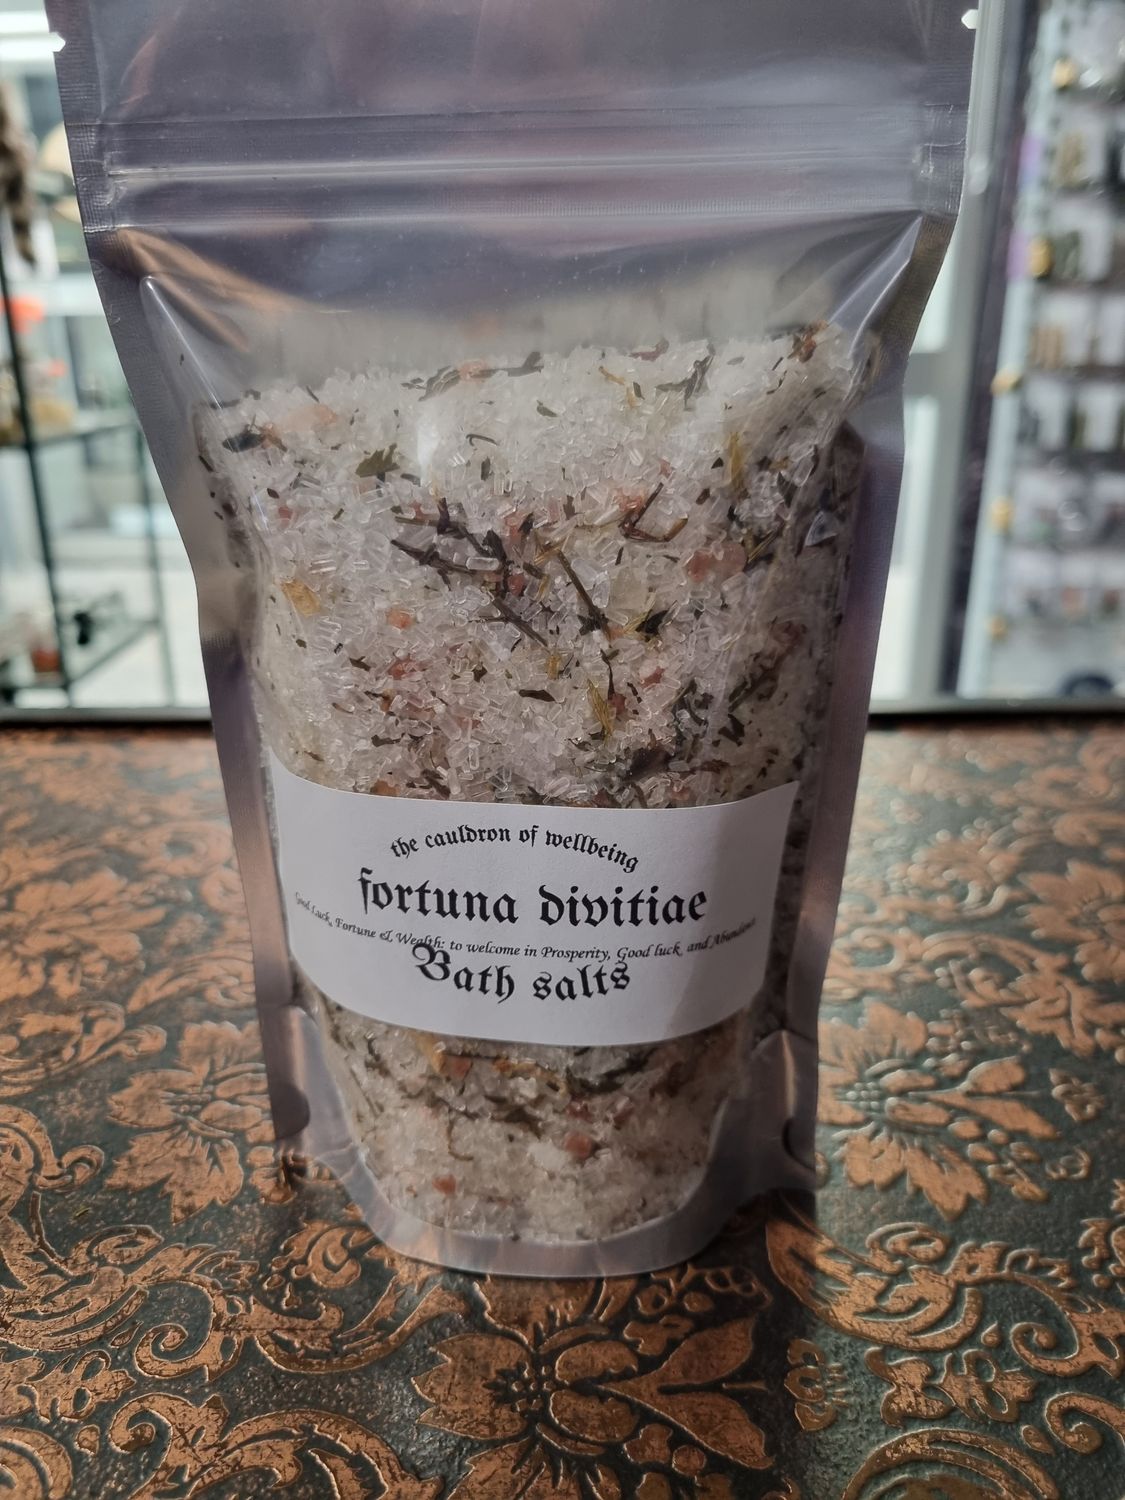 the cauldron of wellbeing
fortuna divitiae
Good Luck, Fortune & Wealth: to welcome in Prosperity, Good luck, and Abundance
Bath salts